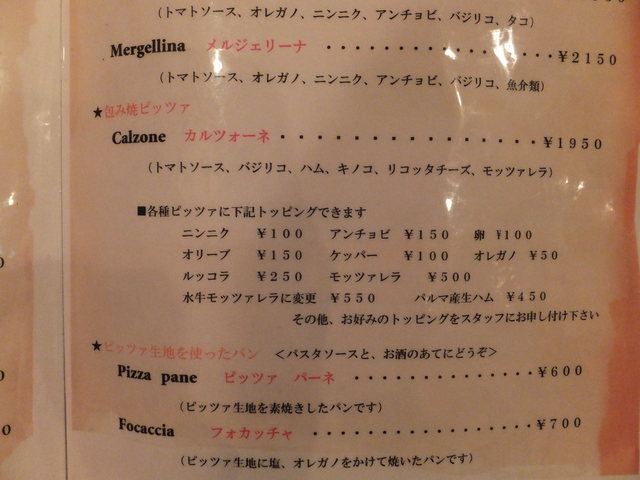 (トマトソース、オレガノ、ニンニク、アンチョビ、バジリコ、タコ)
Mergellina メルジェリーナ ・・・・・・・・・・・・・・・・・¥2150
(トマトソース、オレガノ、ニンニク、アンチョビ、バジリコ、魚介類)
★包み焼ピッツァ
Calzone カルツォーネ・・・・・・・・・・・・・・・・・・¥1950
(トマトソース、バジリコ、ハム、キノコ、リコッタチーズ、モッツァレラ)
■各種ピッツァに下記トッピングできます
ニンニク ¥100 アンチョビ ¥150 卵 ¥100
オリーブ ¥150 ケッパー ¥100 オレガノ ¥50
ルッコラ ¥250 モッツァレラ ¥500
水牛モッツァレラに変更 ¥550 パルマ産生ハム ¥450
その他、お好みのトッピングをスタッフにお申し付け下さい
★ピッツァ生地を使ったパン <パスタソースと、お酒のあてにどうぞ>
Pizza pane ピッツァ パーネ ・・・・・・・・・・・・・・¥600
(ピッツァ生地を素焼きしたパンです)
Focaccia フォカッチャ ・・・・・・・・・・・・・・・・¥700
(ピッツァ生地に塩、オレガノをかけて焼いたパンです)